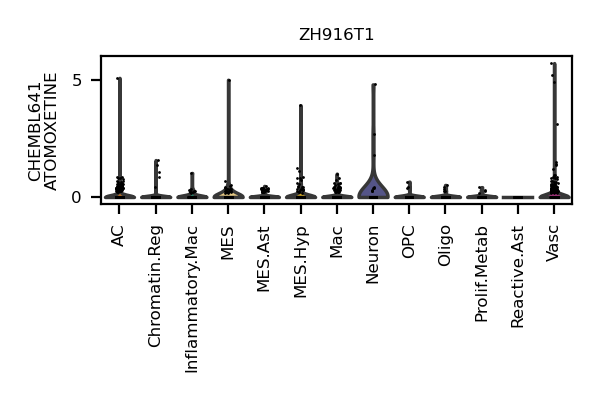 ZH916T1
CHEMBL641
ATOMOXETINE
5
0
AC
Chromatin.Reg
Inflammatory.Mac
MES
MES.Ast
MES.Hyp
Mac
Neuron
OPC
Oligo
Prolif.Metab
Reactive.Ast
Vasc